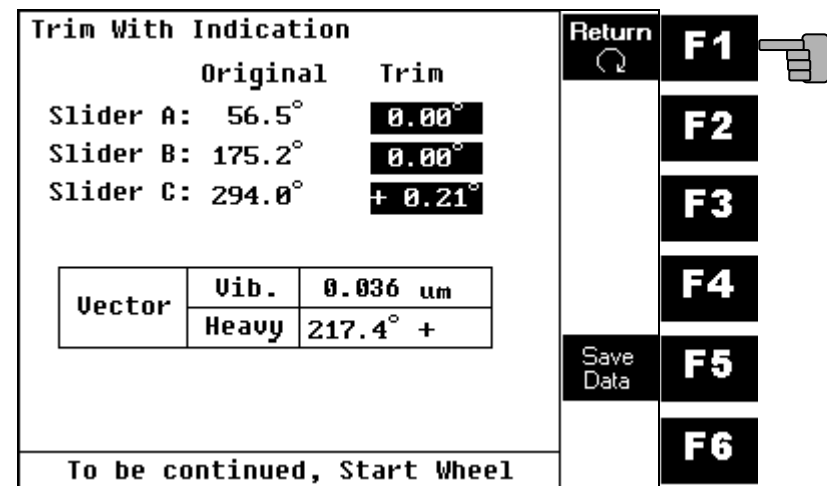 Trim With Indication
Original Trim
Slider A: 56.5° 0.00°
Slider B: 175.2° 0.00°
Slider C: 294.0° + 0.21°
Vector Vib. 0.036 um
Heavy 217.4° +
To be continued, Start Wheel
Return
Save
Data
F1
F2
F3
F4
F5
F6